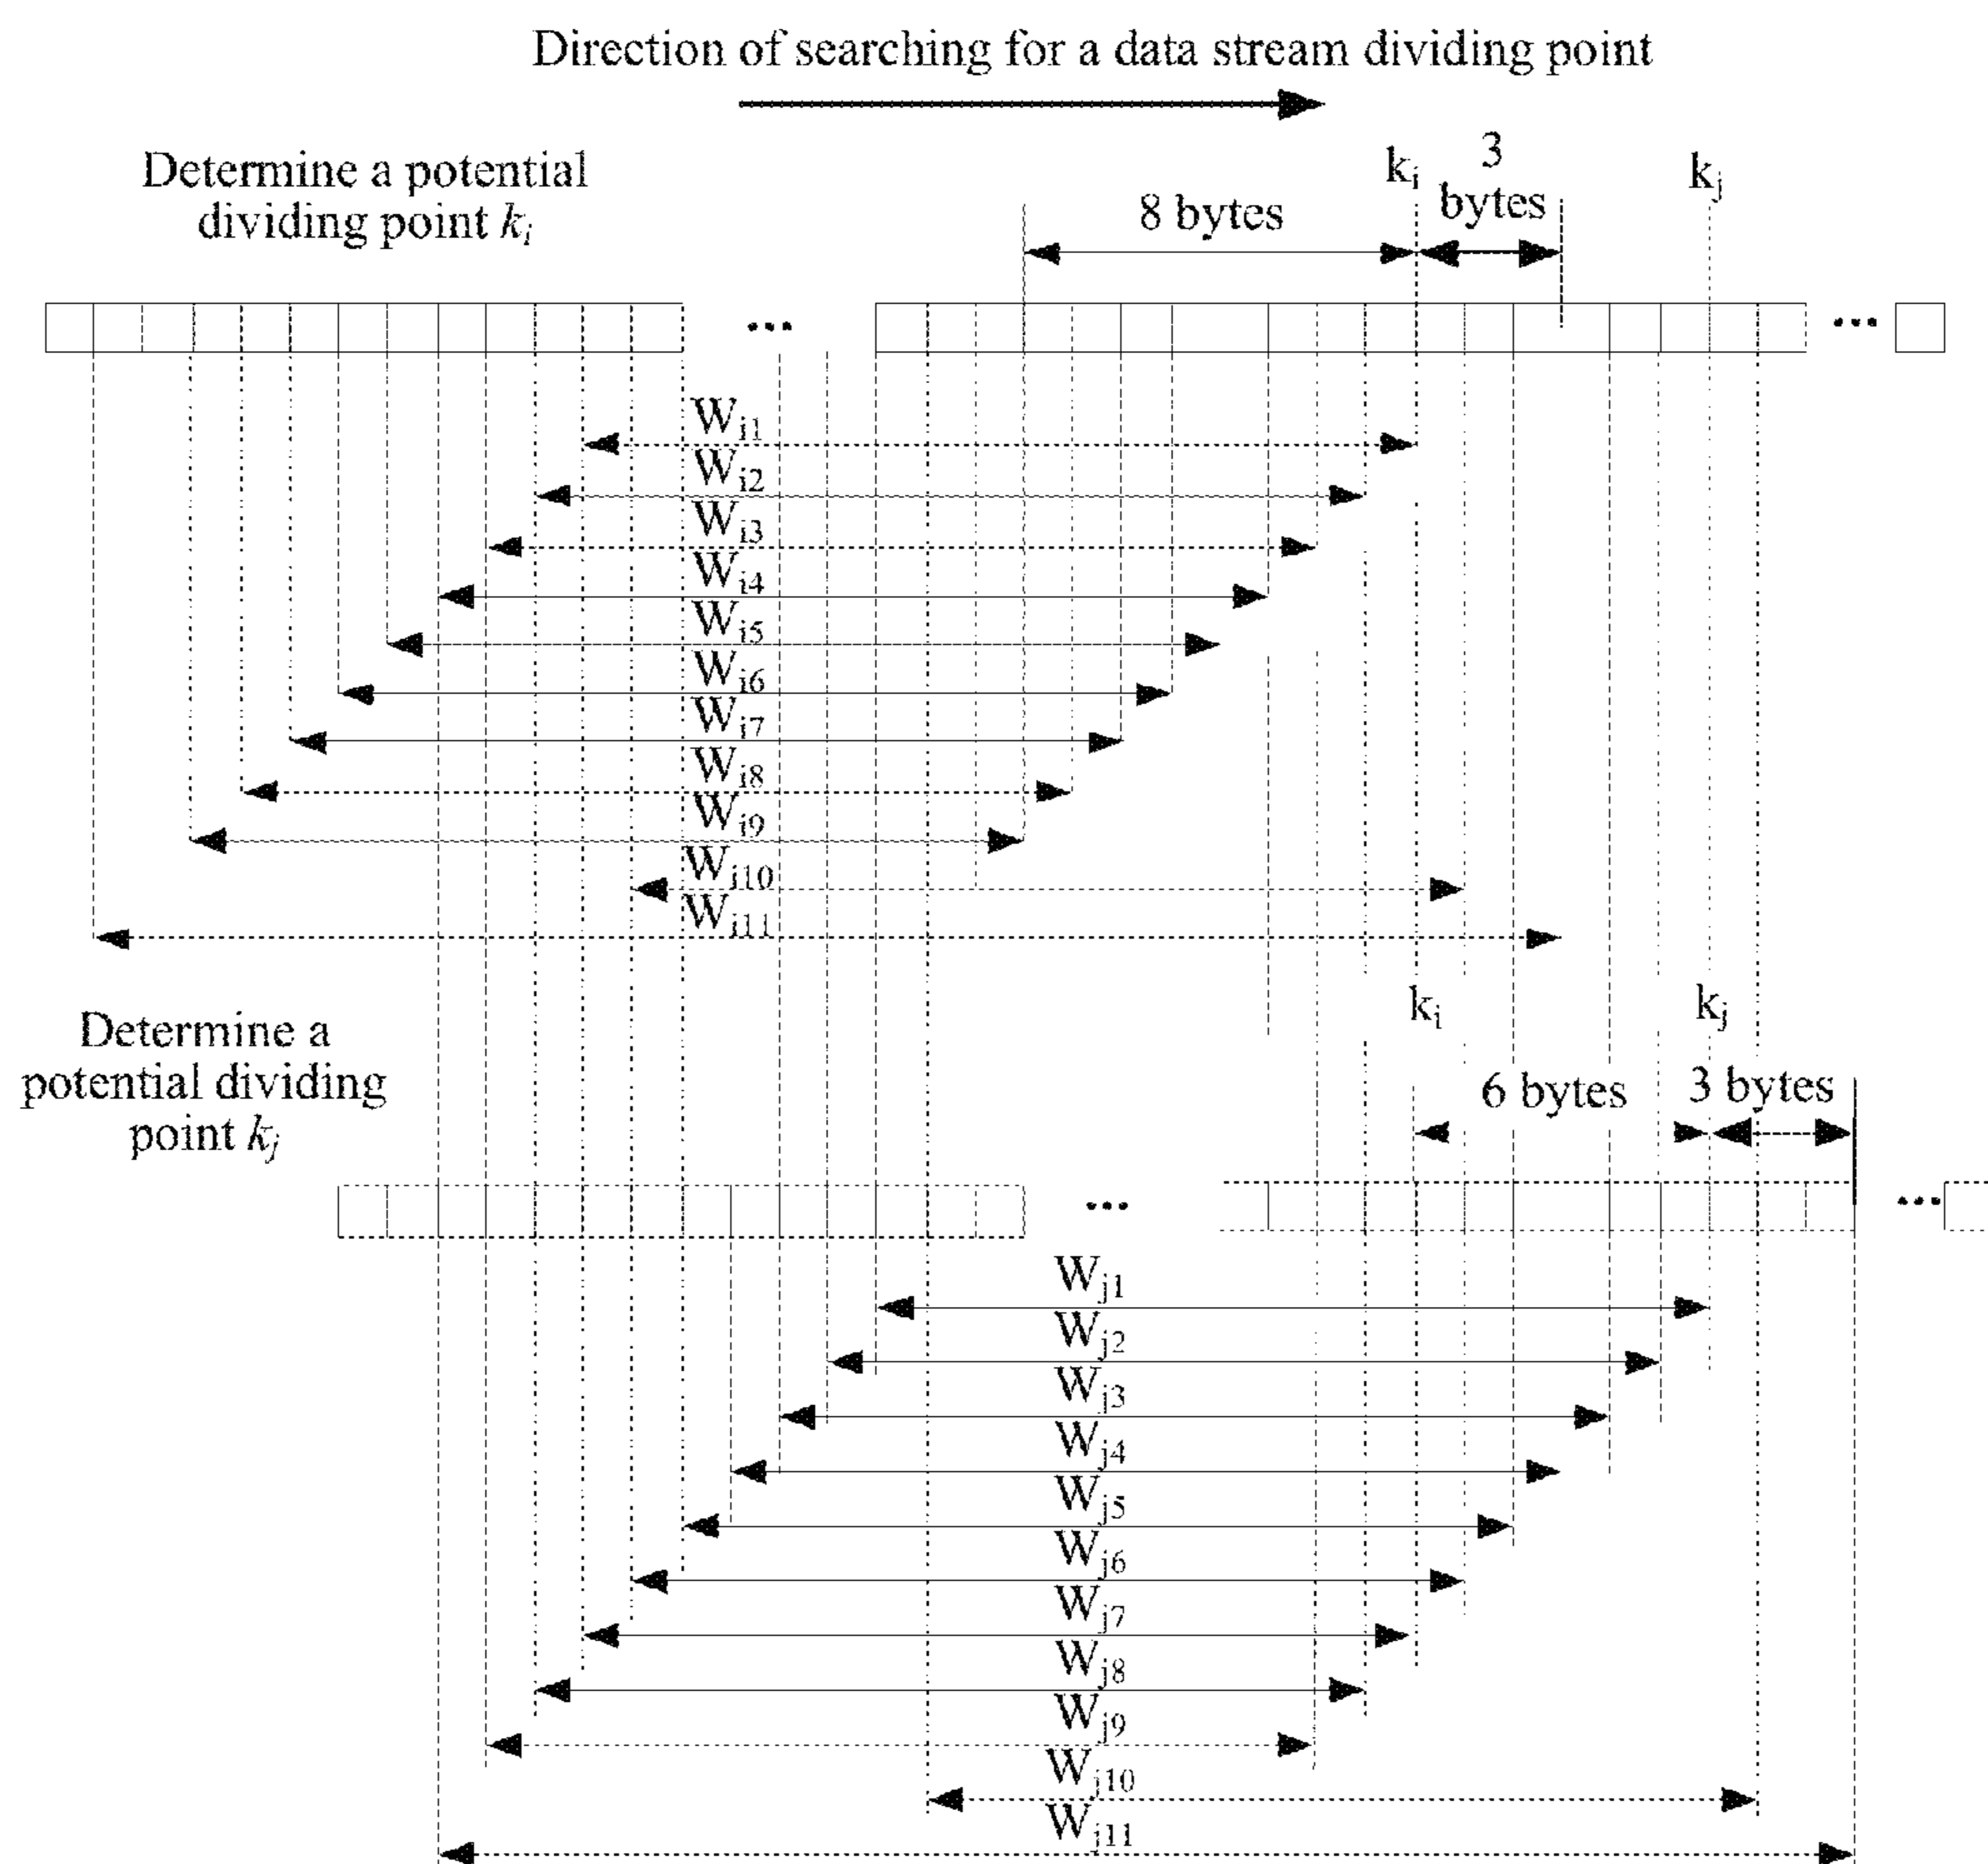 Direction of searching for a data stream dividing point
Determine a potential
dividing point kᵢ
8 bytes
kᵢ
3
bytes
kⱼ
...
...
Wi1
Wi2
Wi3
Wi4
Wi5
Wi6
Wi7
Wi8
Wi9
Wi10
Wi11
Determine a
potential dividing
point kⱼ
kᵢ
kⱼ
6 bytes
3 bytes
...
...
Wj1
Wj2
Wj3
Wj4
Wj5
Wj6
Wj7
Wj8
Wj9
Wj10
Wj11